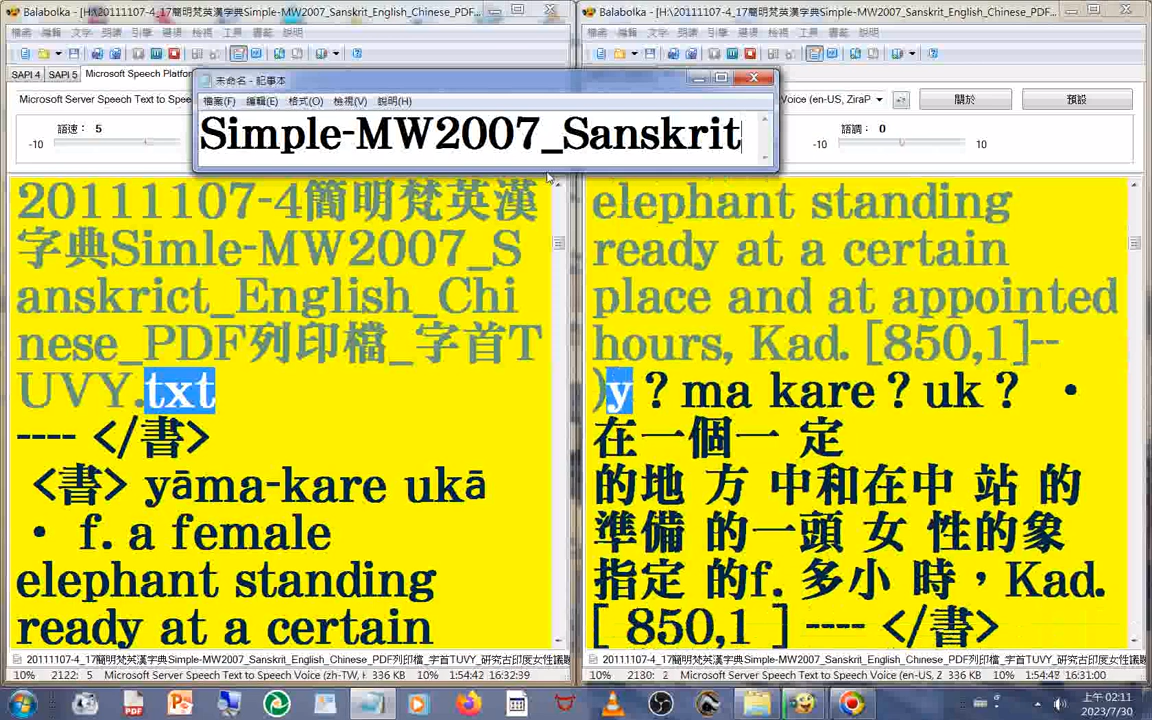 Balabolka - [H:\20111107-4_17簡明梵英漢字典Simple-MW2007_Sanskrit_English_Chinese_PDF...
Balabolka - [H:\20111107-4_17簡明梵英漢字典Simple-MW2007_Sanskrit_English_Chinese_PDF...
SAPI 4 SAPI 5 Microsoft Speech Platfo
未命名 - 記事本
檔案(F) 編輯(E) 格式(O) 檢視(V) 說明(H)
Simple-MW2007_Sanskrit
Microsoft Server Speech Text to Spee
Voice (en-US, ZiraP
關於
預設
語速： 5
語調： 0
-10
-10
10
20111107-4簡明梵英漢
字典Simle-MW2007_S
anskrict_English_Chi
nese_PDF列印檔_字首T
UVY.txt
---- </書>
<書> yāma-kare ukā
• f. a female
elephant standing
ready at a certain
elephant standing
ready at a certain
place and at appointed
hours, Kad. [850,1]--
)y？ma kare？uk？ •
在一個一 定
的地 方 中和在中 站 的
準備 的一頭 女 性的象
指定 的f. 多小 時，Kad.
[ 850,1 ] ---- </書>
20111107-4_17簡明梵英漢字典Simple-MW2007_Sanskrit_English_Chinese_PDF列印檔_字首TUVY_研究古印度女性議題
20111107-4_17簡明梵英漢字典Simple-MW2007_Sanskrit_English_Chinese_PDF列印檔_字首TUVY_研究古印度女性議題
10% 2122: 5 Microsoft Server Speech Text to Speech Voice (zh-TW, 336 KB 10% 1:54:42 16:32:39
10% 2130: 2 Microsoft Server Speech Text to Speech Voice (en-US, 336 KB 10% 1:54:42 16:31:00
上午 02:11
2023/7/30